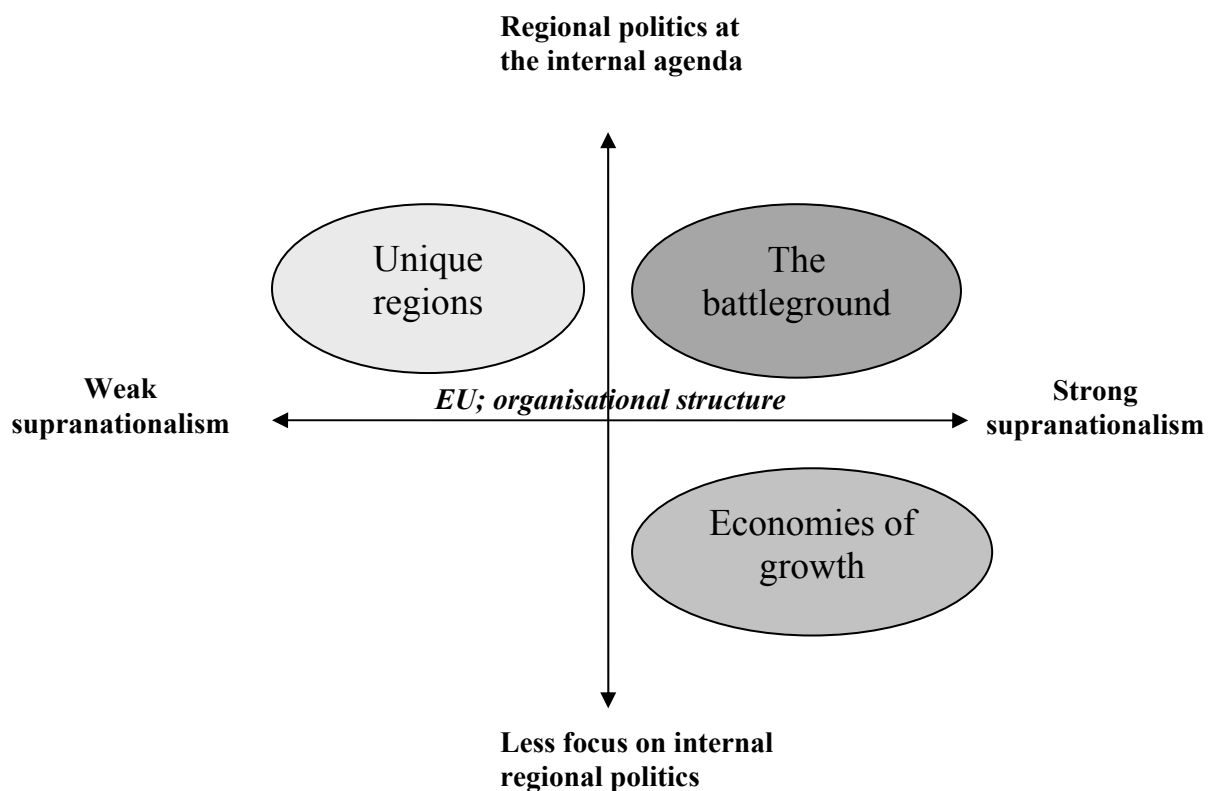 Regional politics at
the internal agenda
Unique
regions
The
battleground
Weak
supranationalism
EU; organisational structure
Strong
supranationalism
Economies of
growth
Less focus on internal
regional politics